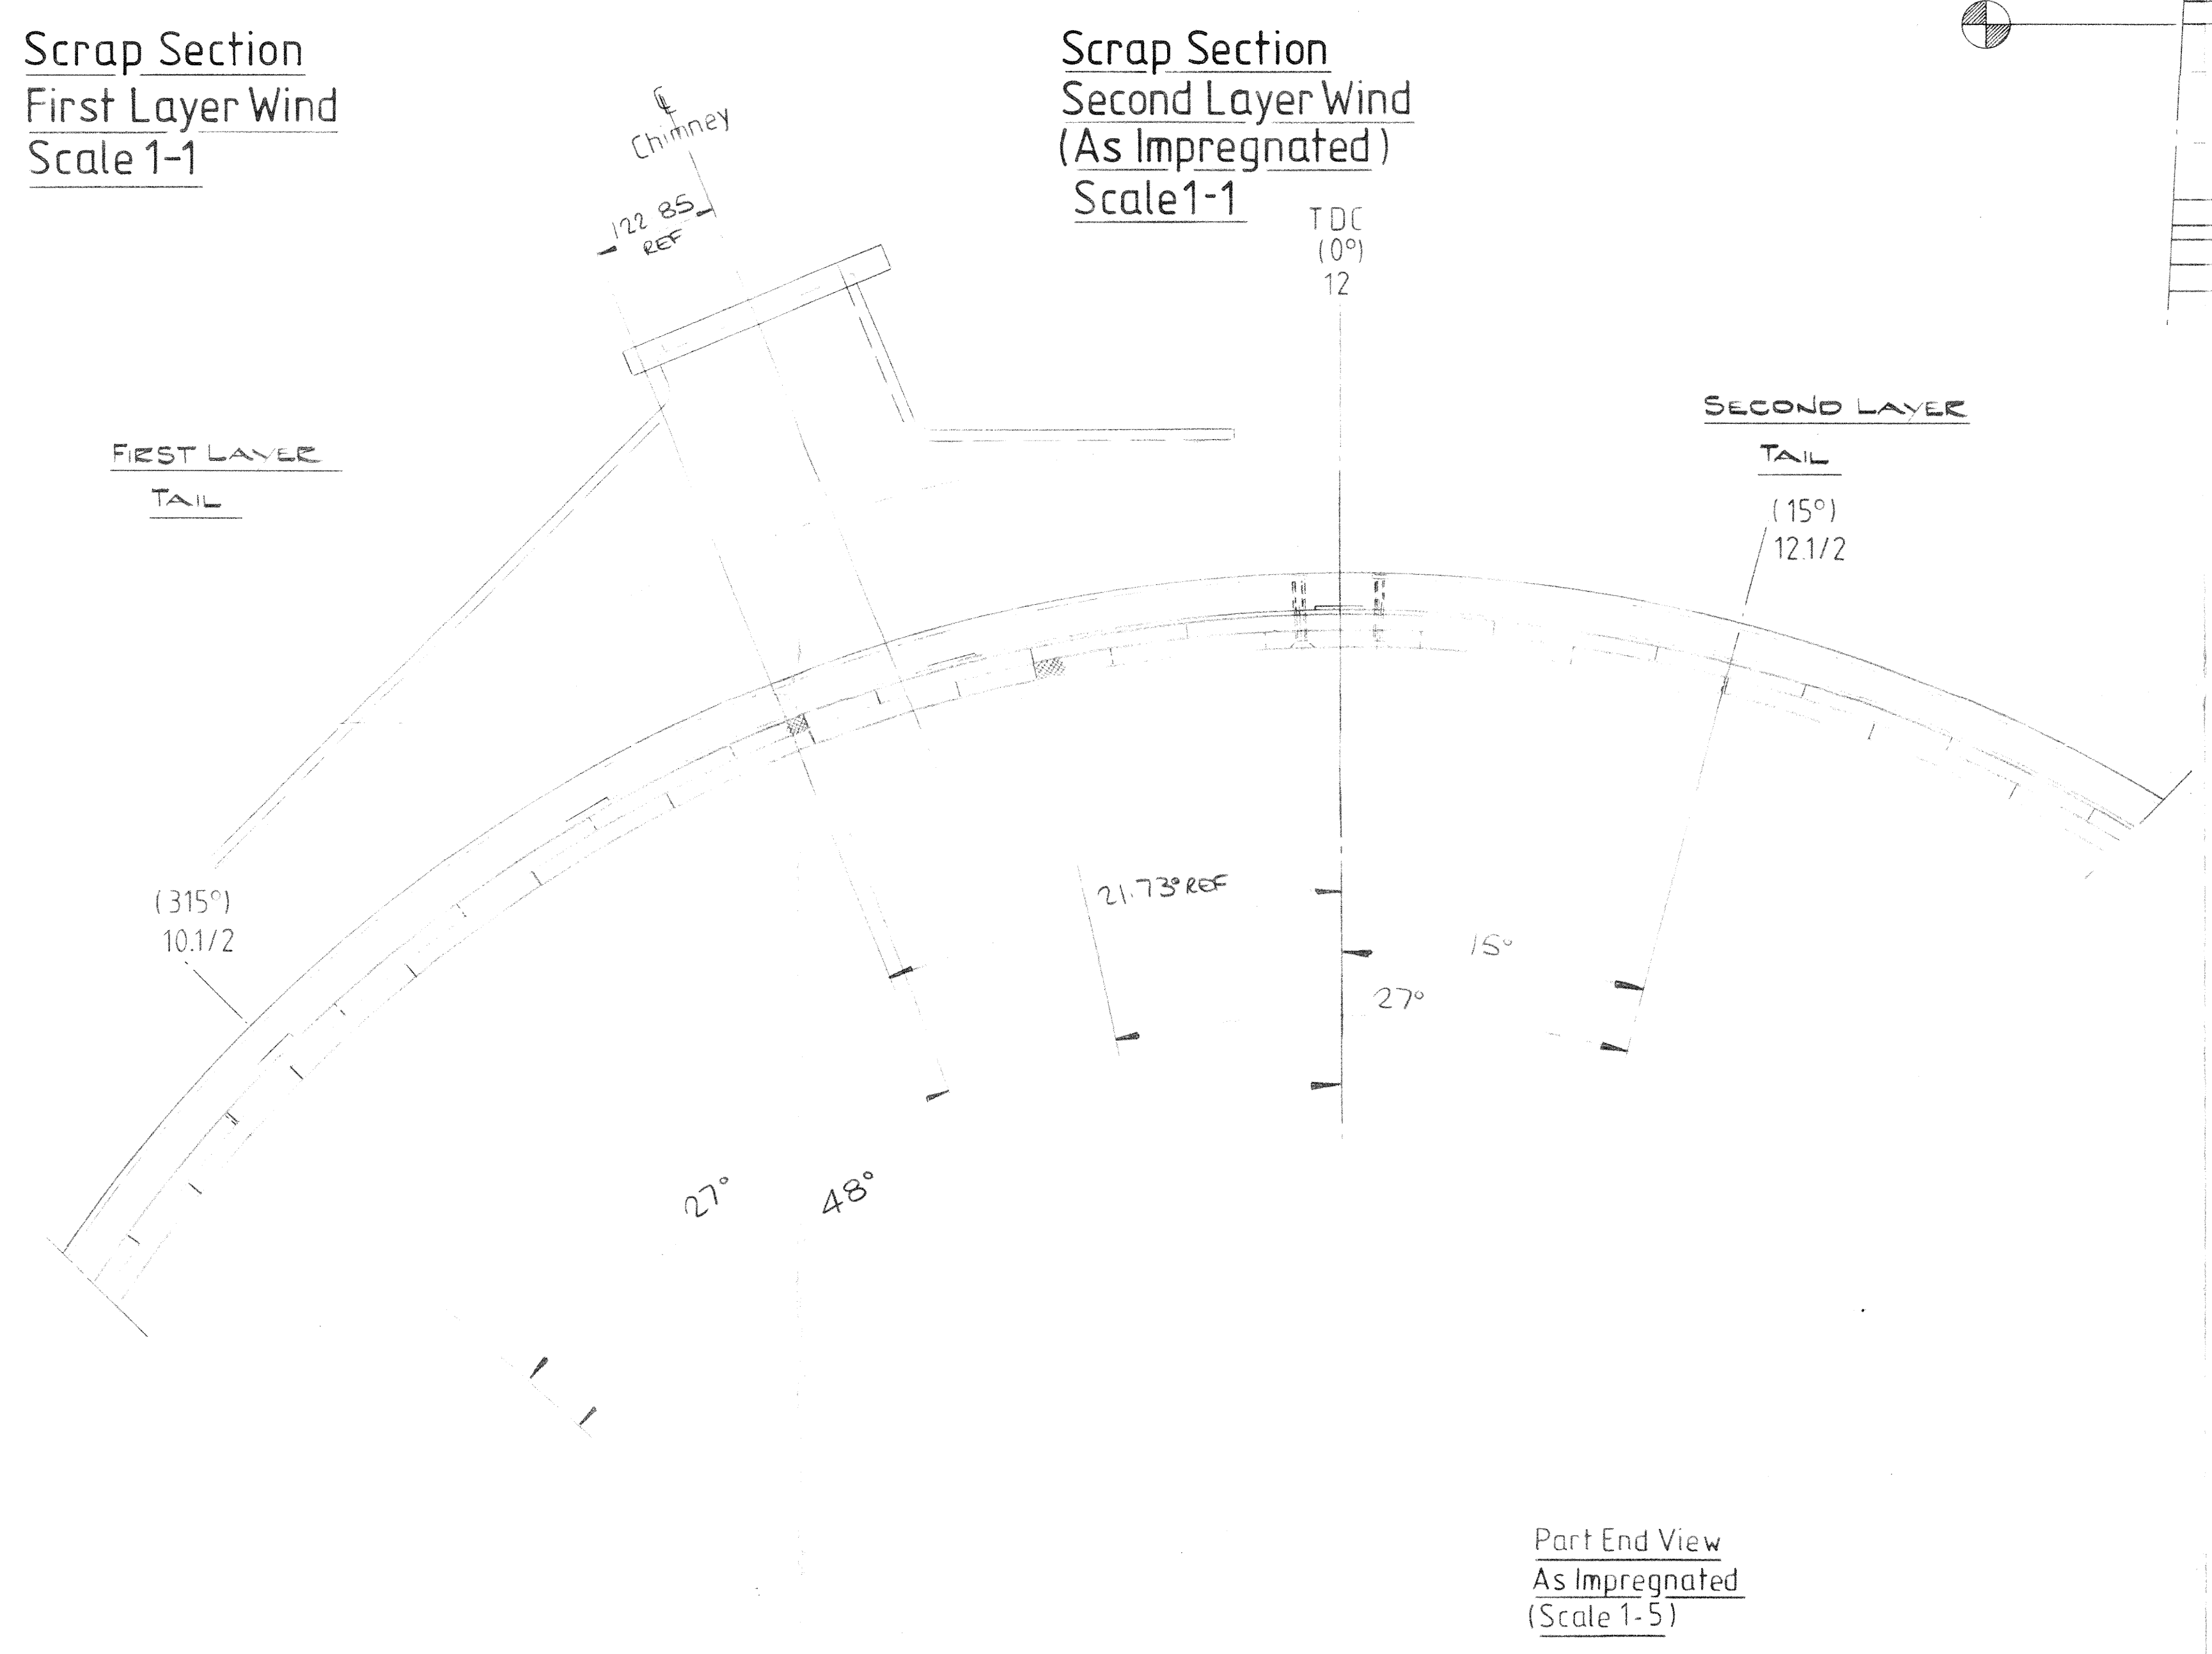 Scrap Section
First Layer Wind
Scale 1-1
Scrap Section
Second Layer Wind
(As Impregnated)
Scale 1-1
℄
Chimney
122 85
REF
TDC
(0°)
12
FIRST LAYER
TAIL
SECOND LAYER
TAIL
(15°)
12.1/2
(315°)
10.1/2
21.73° REF
15°
27°
27°
48°
Part End View
As Impregnated
(Scale 1-5)